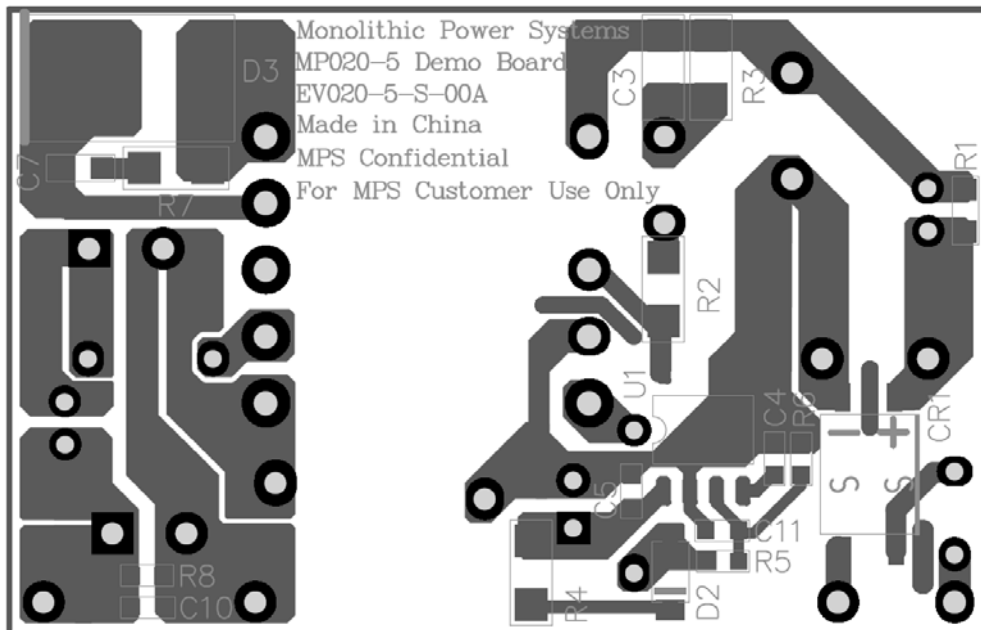 Monolithic Power Systems
MP020-5 Demo Board
EV020-5-S-00A
Made in China
MPS Confidential
For MPS Customer Use Only
D3
C7
R7
C3
R3
R1
R2
U1
C4
R6
CR1
- +
S S
C5
C11
R5
R4
D2
R8
C10